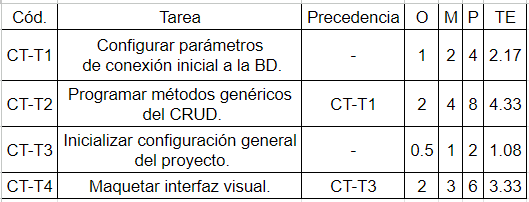 Cód. Tarea Precedencia O M P TE
CT-T1 Configurar parámetros de conexión inicial a la BD. - 1 2 4 2.17
CT-T2 Programar métodos genéricos del CRUD. CT-T1 2 4 8 4.33
CT-T3 Inicializar configuración general del proyecto. - 0.5 1 2 1.08
CT-T4 Maquetar interfaz visual. CT-T3 2 3 6 3.33